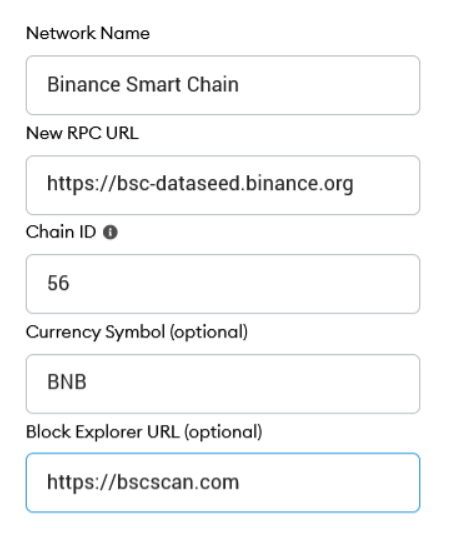 Network Name
Binance Smart Chain
New RPC URL
https://bsc-dataseed.binance.org
Chain ID
56
Currency Symbol (optional)
BNB
Block Explorer URL (optional)
https://bscscan.com